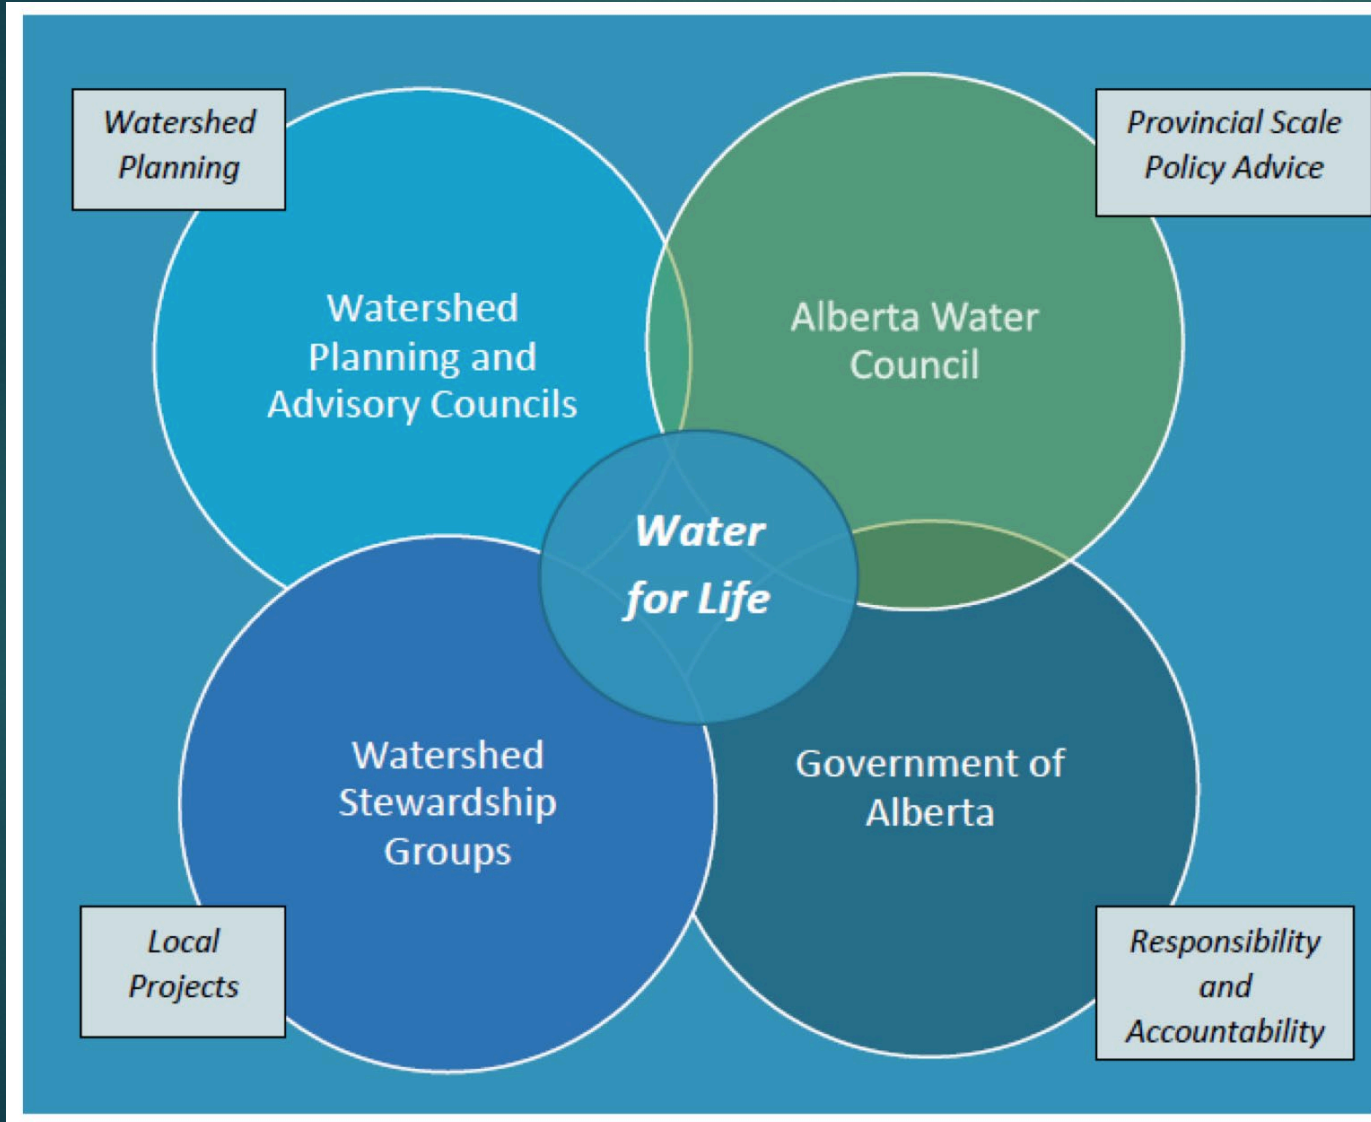 Watershed
Planning
Provincial Scale
Policy Advice
Watershed
Planning and
Advisory Councils
Alberta Water
Council
Water
for Life
Watershed
Stewardship
Groups
Government of
Alberta
Local
Projects
Responsibility
and
Accountability